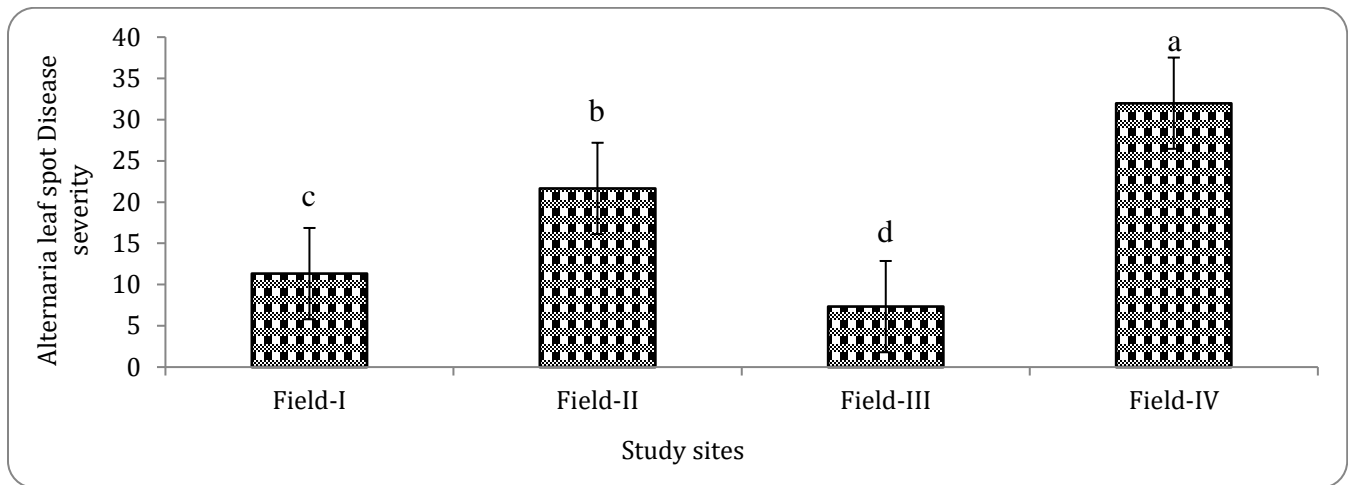 Alternaria leaf spot Disease
severity
40
35
30
25
20
15
10
5
0
c
b
d
a
Field-I
Field-II
Field-III
Field-IV
Study sites